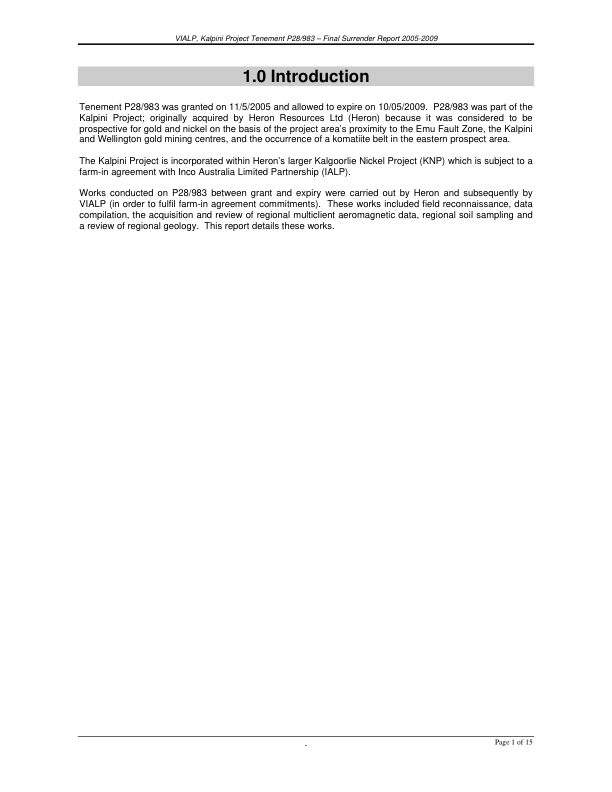 VIALP, Kalpini Project Tenement P28/983 – Final Surrender Report 2005-2009
1.0 Introduction
Tenement P28/983 was granted on 11/5/2005 and allowed to expire on 10/05/2009.  P28/983 was part of the
Kalpini Project; originally acquired by Heron Resources Ltd (Heron) because it was considered to be
prospective for gold and nickel on the basis of the project area's proximity to the Emu Fault Zone, the Kalpini
and Wellington gold mining centres, and the occurrence of a komatiite belt in the eastern prospect area.
The Kalpini Project is incorporated within Heron's larger Kalgoorlie Nickel Project (KNP) which is subject to a
farm-in agreement with Inco Australia Limited Partnership (IALP).
Works conducted on P28/983 between grant and expiry were carried out by Heron and subsequently by
VIALP (in order to fulfil farm-in agreement commitments).  These works included field reconnaissance, data
compilation, the acquisition and review of regional multiclient aeromagnetic data, regional soil sampling and
a review of regional geology.  This report details these works.
-
Page 1 of 15